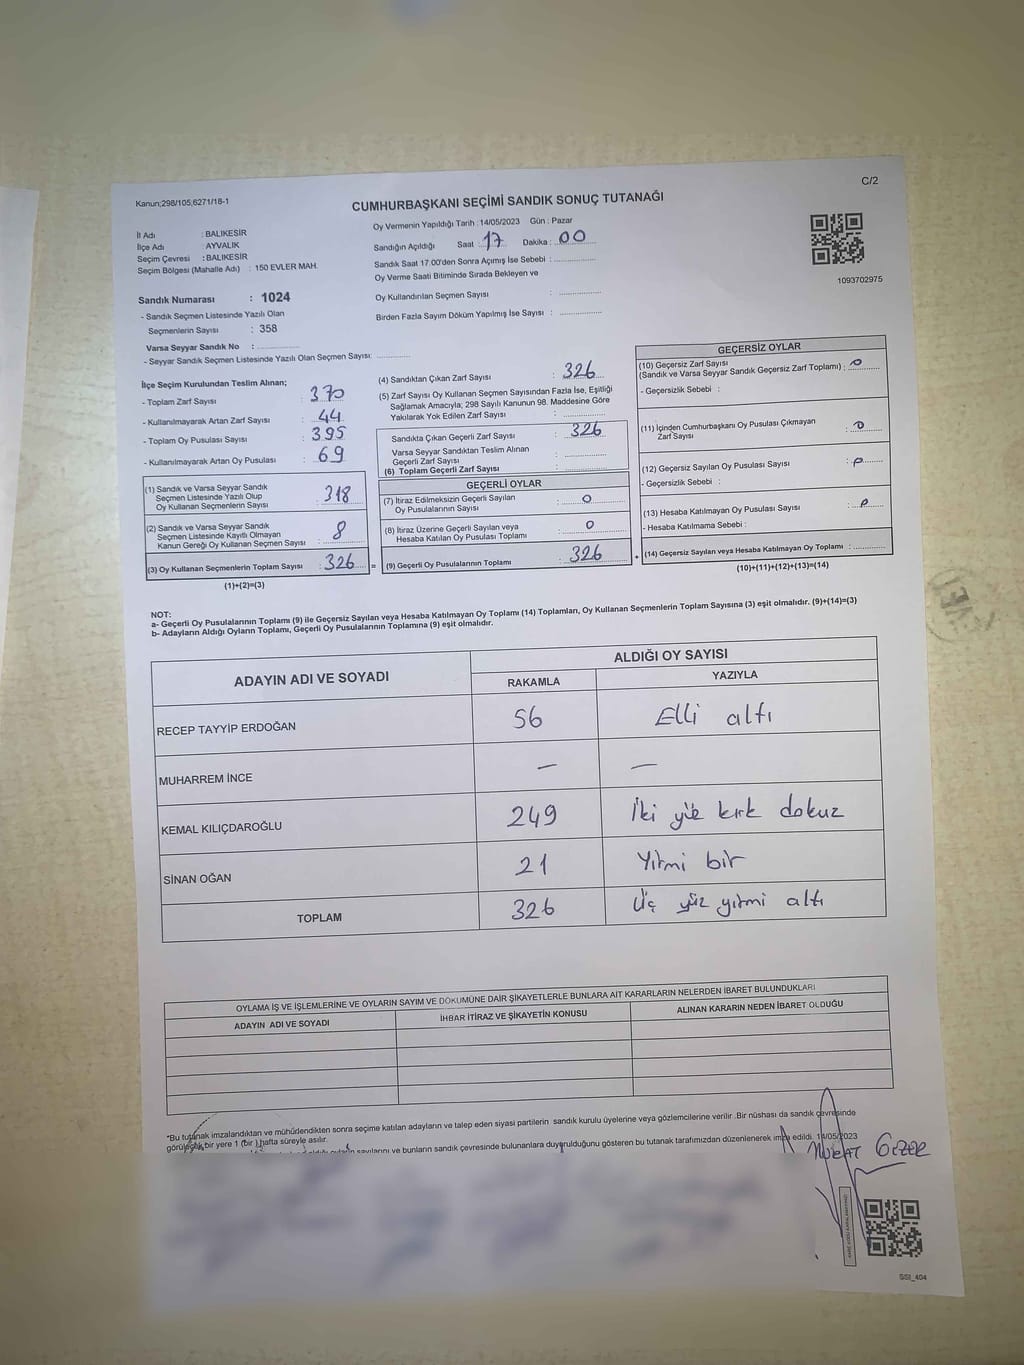 C/2
Kanun;298/105,6271/18-1
CUMHURBAŞKANI SEÇİMİ SANDIK SONUÇ TUTANAĞI
İl Adı : BALIKESİR
İlçe Adı : AYVALIK
Seçim Çevresi : BALIKESİR
Seçim Bölgesi (Mahalle Adı) : 150 EVLER MAH.
Oy Vermenin Yapıldığı Tarih : 14/05/2023 Gün : Pazar
Sandığın Açıldığı Saat : 17 Dakika : 00
Sandık Saat 17.00'den Sonra Açımış İse Sebebi :
Oy Verme Saati Bitiminde Sırada Bekleyen ve
Oy Kullandırılan Seçmen Sayısı :
Birden Fazla Sayım Döküm Yapılmış İse Sayısı :
1093702975
Sandık Numarası : 1024
- Sandık Seçmen Listesinde Yazılı Olan
Seçmenlerin Sayısı : 358
Varsa Seyyar Sandık No :
- Seyyar Sandık Seçmen Listesinde Yazılı Olan Seçmen Sayısı:
İlçe Seçim Kurulundan Teslim Alınan;
- Toplam Zarf Sayısı : 370
- Kullanılmayarak Artan Zarf Sayısı : 44
- Toplam Oy Pusulası Sayısı : 395
- Kullanılmayarak Artan Oy Pusulası : 69
(1) Sandık ve Varsa Seyyar Sandık
Seçmen Listesinde Yazılı Olup
Oy Kullanan Seçmenlerin Sayısı : 318
(2) Sandık ve Varsa Seyyar Sandık
Seçmen Listesinde Kayıtlı Olmayan
Kanun Gereği Oy Kullanan Seçmen Sayısı : 8
(3) Oy Kullanan Seçmenlerin Toplam Sayısı : 326 =
(1)+(2)=(3)
(4) Sandıktan Çıkan Zarf Sayısı : 326
(5) Zarf Sayısı Oy Kullanan Seçmen Sayısından Fazla İse, Eşitliği
Sağlamak Amacıyla; 298 Sayılı Kanunun 98. Maddesine Göre
Yakılarak Yok Edilen Zarf Sayısı :
Sandıkta Çıkan Geçerli Zarf Sayısı : 326
Varsa Seyyar Sandıktan Teslim Alınan
Geçerli Zarf Sayısı :
(6) Toplam Geçerli Zarf Sayısı :
GEÇERLİ OYLAR
(7) İtiraz Edilmeksizin Geçerli Sayılan
Oy Pusulalarının Sayısı : 0
(8) İtiraz Üzerine Geçerli Sayılan veya
Hesaba Katılan Oy Pusulası Toplamı : 0
(9) Geçerli Oy Pusulalarının Toplamı : 326 +
GEÇERSİZ OYLAR
(10) Geçersiz Zarf Sayısı
(Sandık ve Varsa Seyyar Sandık Geçersiz Zarf Toplamı) : 0
- Geçersizlik Sebebi :
(11) İçinden Cumhurbaşkanı Oy Pusulası Çıkmayan
Zarf Sayısı : 0
(12) Geçersiz Sayılan Oy Pusulası Sayısı : 0
- Geçersizlik Sebebi :
(13) Hesaba Katılmayan Oy Pusulası Sayısı : 0
- Hesaba Katılmama Sebebi :
(14) Geçersiz Sayılan veya Hesaba Katılmayan Oy Toplamı :
(10)+(11)+(12)+(13)=(14)
NOT:
a- Geçerli Oy Pusulalarının Toplamı (9) ile Geçersiz Sayılan veya Hesaba Katılmayan Oy Toplamı (14) Toplamları, Oy Kullanan Seçmenlerin Toplam Sayısına (3) eşit olmalıdır. (9)+(14)=(3)
b- Adayların Aldığı Oyların Toplamı, Geçerli Oy Pusulalarının Toplamına (9) eşit olmalıdır.
ADAYIN ADI VE SOYADI
ALDIĞI OY SAYISI
RAKAMLA YAZIYLA
RECEP TAYYİP ERDOĞAN 56 Elli altı
MUHARREM İNCE — —
KEMAL KILIÇDAROĞLU 249 İki yüz kırk dokuz
SİNAN OĞAN 21 Yirmi bir
TOPLAM 326 Üç yüz yirmi altı
OYLAMA İŞ VE İŞLEMLERİNE VE OYLARIN SAYIM VE DÖKÜMÜNE DAİR ŞİKAYETLERLE BUNLARA AİT KARARLARIN NELERDEN İBARET BULUNDUKLARI
ADAYIN ADI VE SOYADI İHBAR İTİRAZ VE ŞİKAYETİN KONUSU ALINAN KARARIN NEDEN İBARET OLDUĞU
*Bu tutanak imzalandıktan ve mühürlendikten sonra seçime katılan adayların ve talep eden siyasi partilerin sandık kurulu üyelerine veya gözlemcilerine verilir .Bir nüshası da sandık çevresinde
görülecek bir yere 1 (bir ) hafta süreyle asılır.
sayılarını ve bunların sandık çevresinde bulunanlara duyurulduğunu gösteren bu tutanak tarafımızdan düzenlenerek imza edildi. 14/05/2023
SSI_404